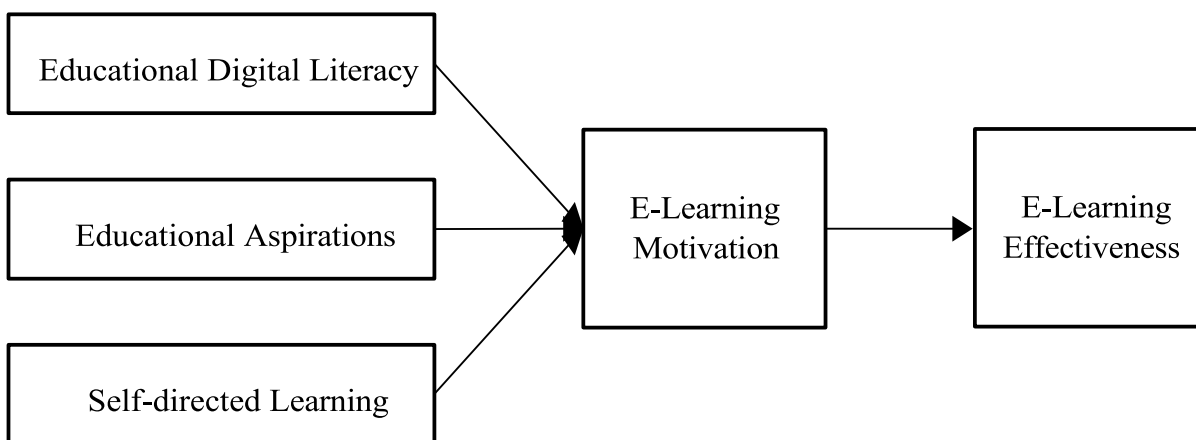 Educational Digital Literacy
Educational Aspirations
Self-directed Learning
E-Learning
Motivation
E-Learning
Effectiveness